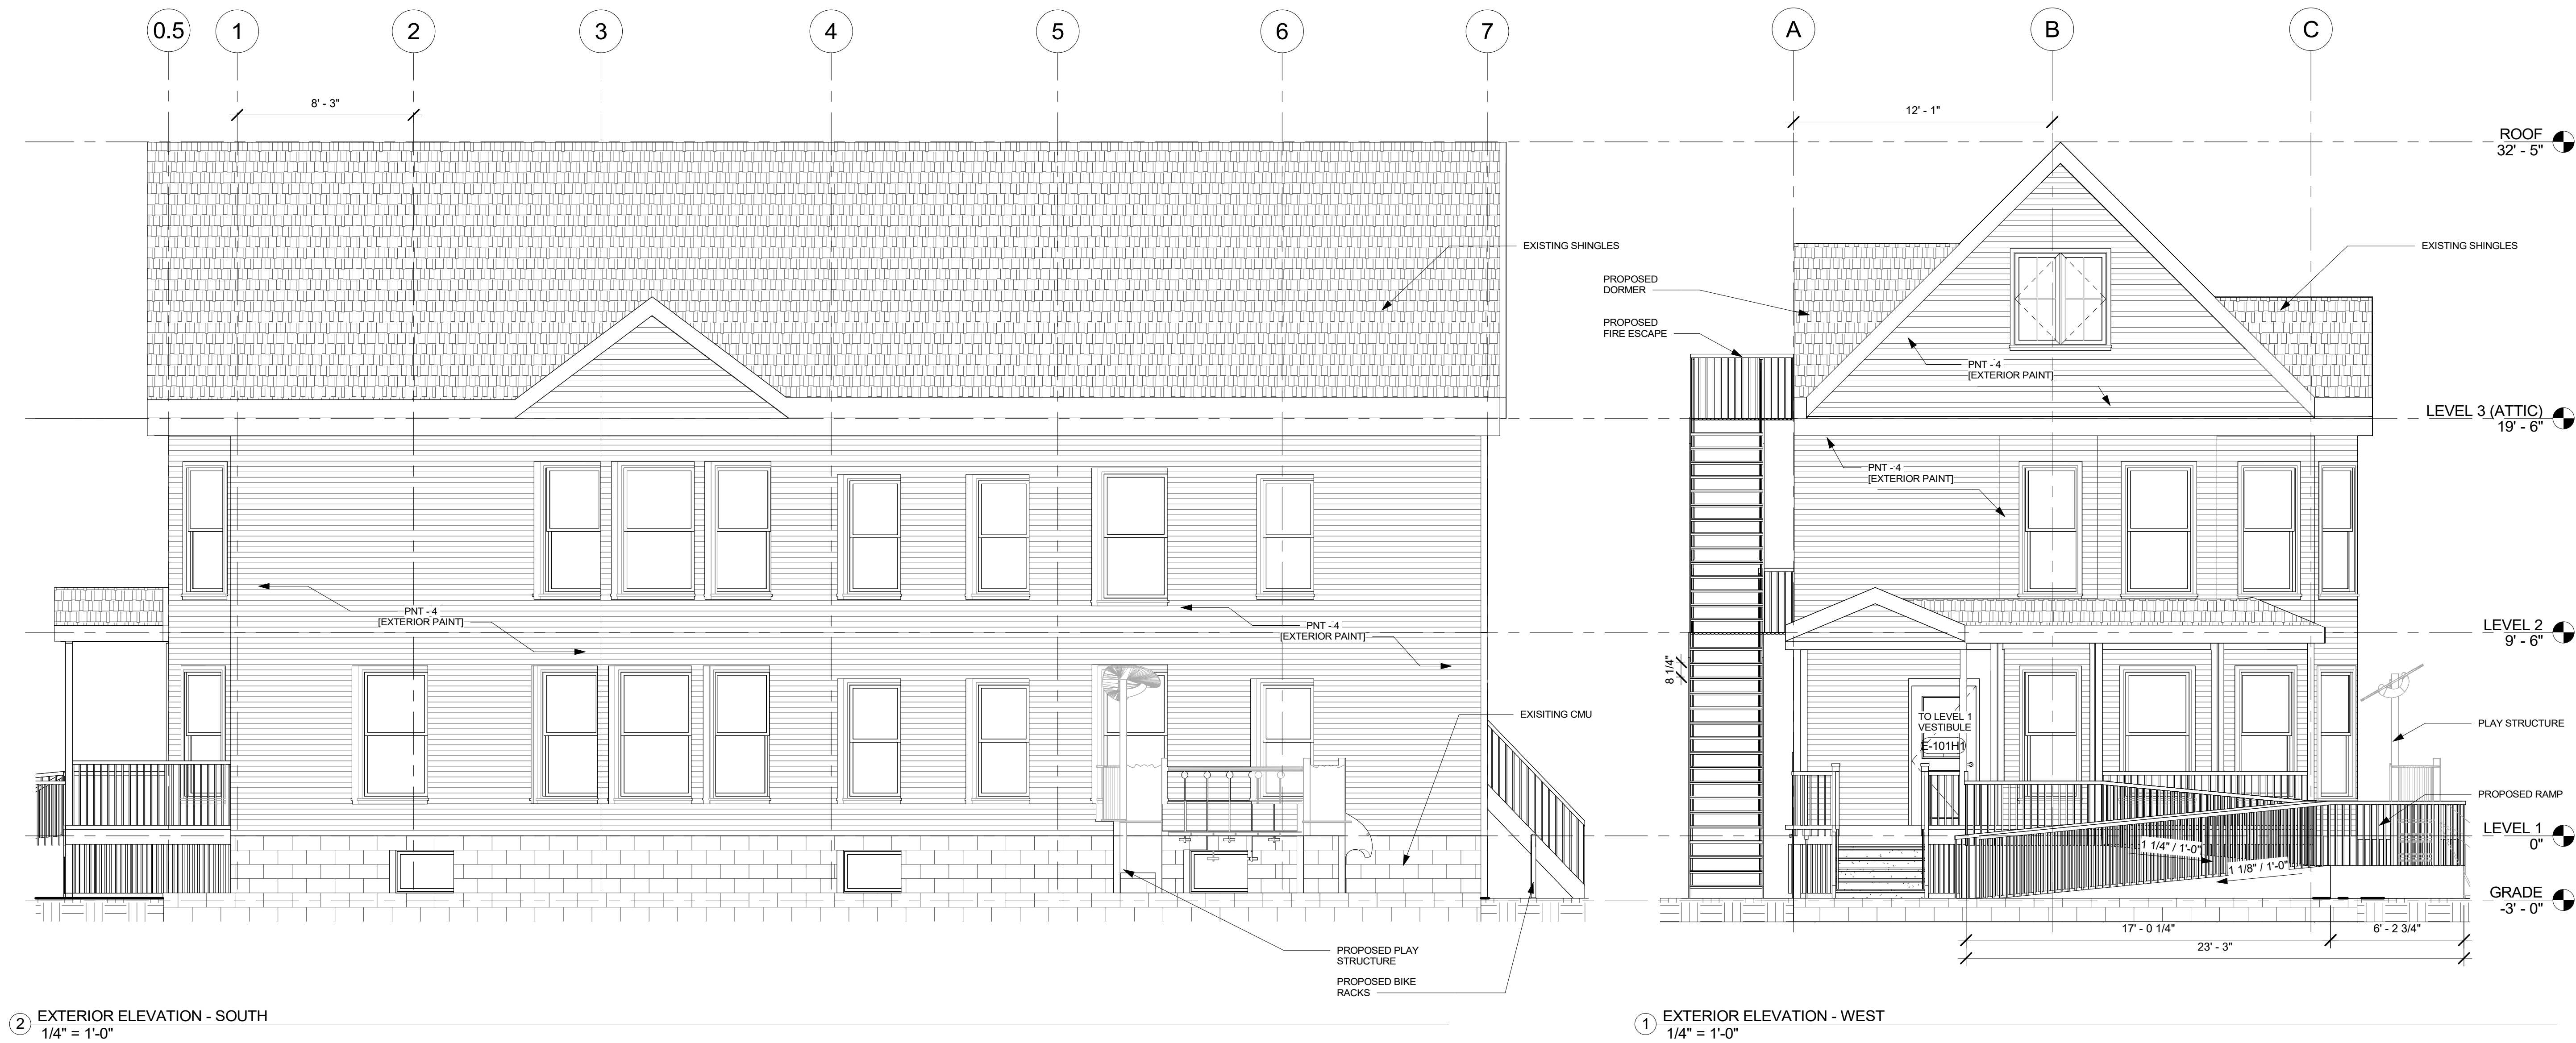 0.5
1
2
3
4
5
6
7
8' - 3"
EXISTING SHINGLES
PNT - 4
[EXTERIOR PAINT]
PNT - 4
[EXTERIOR PAINT]
EXISITING CMU
PROPOSED PLAY
STRUCTURE
PROPOSED BIKE
RACKS
2
EXTERIOR ELEVATION - SOUTH
1/4" = 1'-0"
A
B
C
12' - 1"
ROOF
32' - 5"
EXISTING SHINGLES
PROPOSED
DORMER
PROPOSED
FIRE ESCAPE
PNT - 4
[EXTERIOR PAINT]
LEVEL 3 (ATTIC)
19' - 6"
PNT - 4
[EXTERIOR PAINT]
LEVEL 2
9' - 6"
8 1/4"
TO LEVEL 1
VESTIBULE
E-101H1
PLAY STRUCTURE
PROPOSED RAMP
LEVEL 1
0"
1 1/4" / 1'-0"
1 1/8" / 1'-0"
GRADE
-3' - 0"
17' - 0 1/4"
6' - 2 3/4"
23' - 3"
1
EXTERIOR ELEVATION - WEST
1/4" = 1'-0"